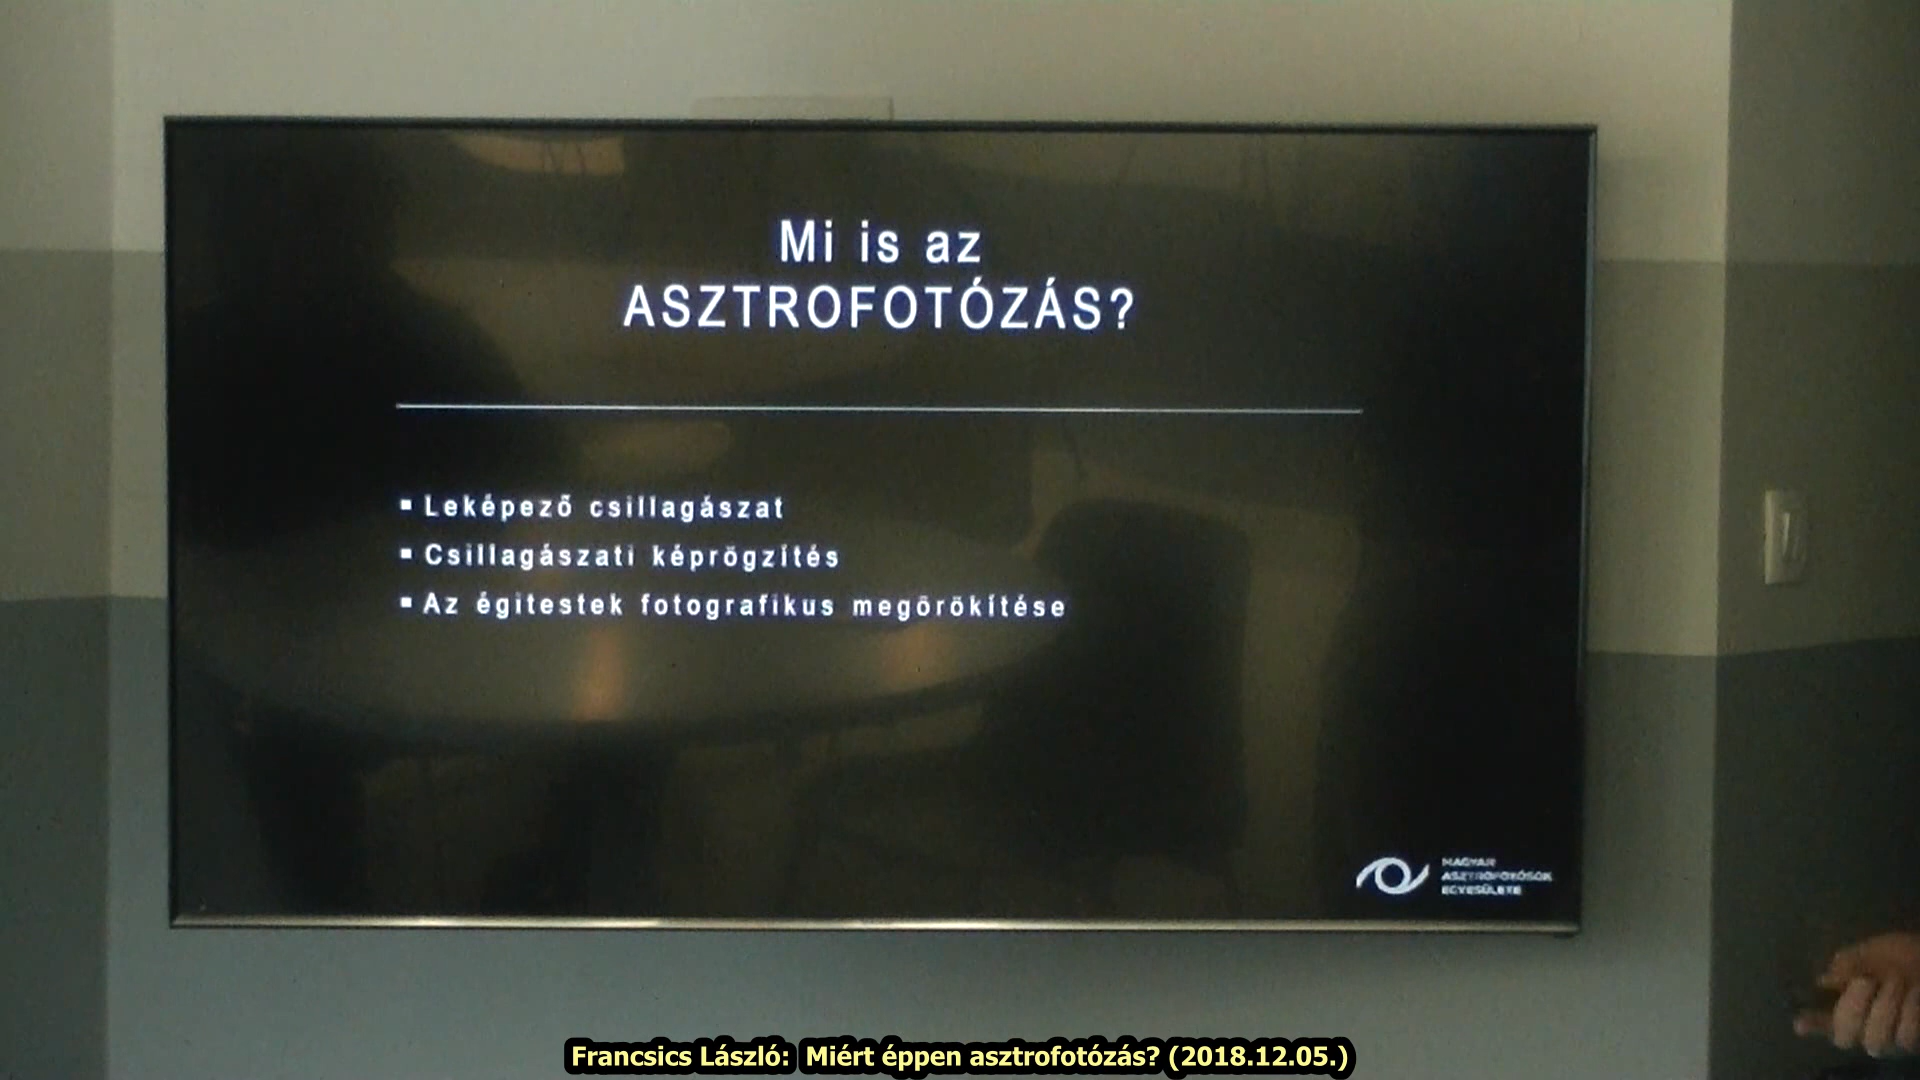 Mi is az
ASZTROFOTÓZÁS?
▪ Leképező csillagászat
▪ Csillagászati képrögzítés
▪ Az égitestek fotografikus megörökítése
MAGYAR
ASZTROFOTÓSOK
EGYESÜLETE
Francsics László: Miért éppen asztrofotózás? (2018.12.05.)